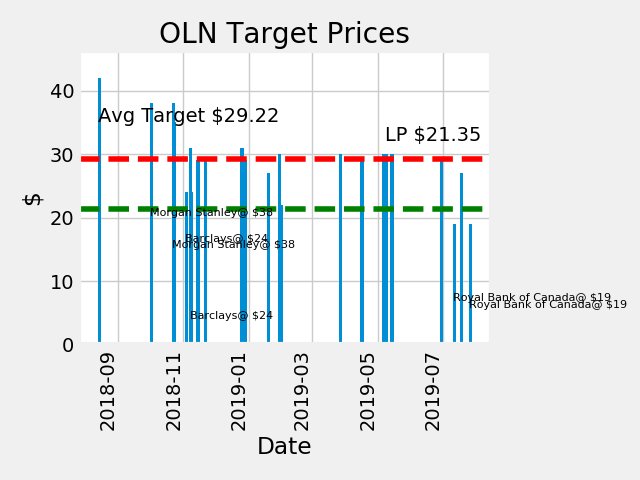 OLN Target Prices
40
Avg Target $29.22
LP $21.35
30
$
20
Morgan Stanley@ $38
Barclays@ $24
Morgan Stanley@ $38
10
Royal Bank of Canada@ $19
Royal Bank of Canada@ $19
Barclays@ $24
0
2018-09
2018-11
2019-01
2019-03
2019-05
2019-07
Date